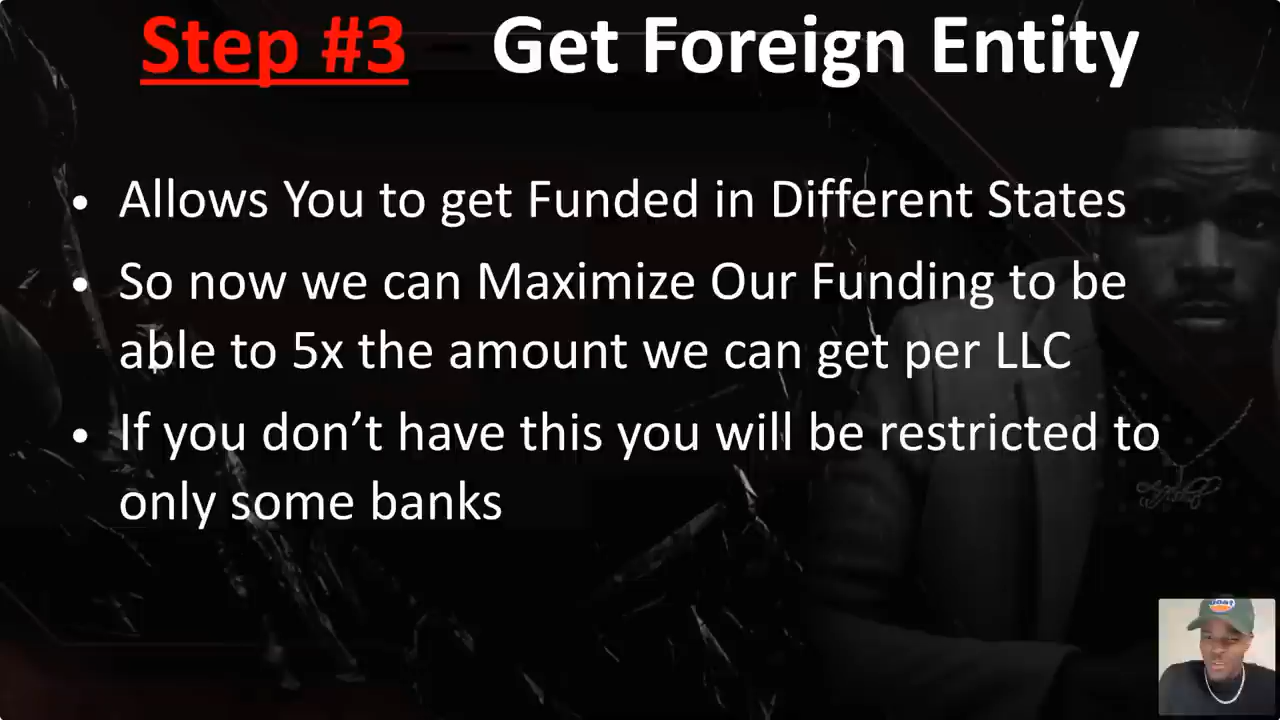 Step #3 Get Foreign Entity
• Allows You to get Funded in Different States
• So now we can Maximize Our Funding to be
able to 5x the amount we can get per LLC
• If you don’t have this you will be restricted to
only some banks